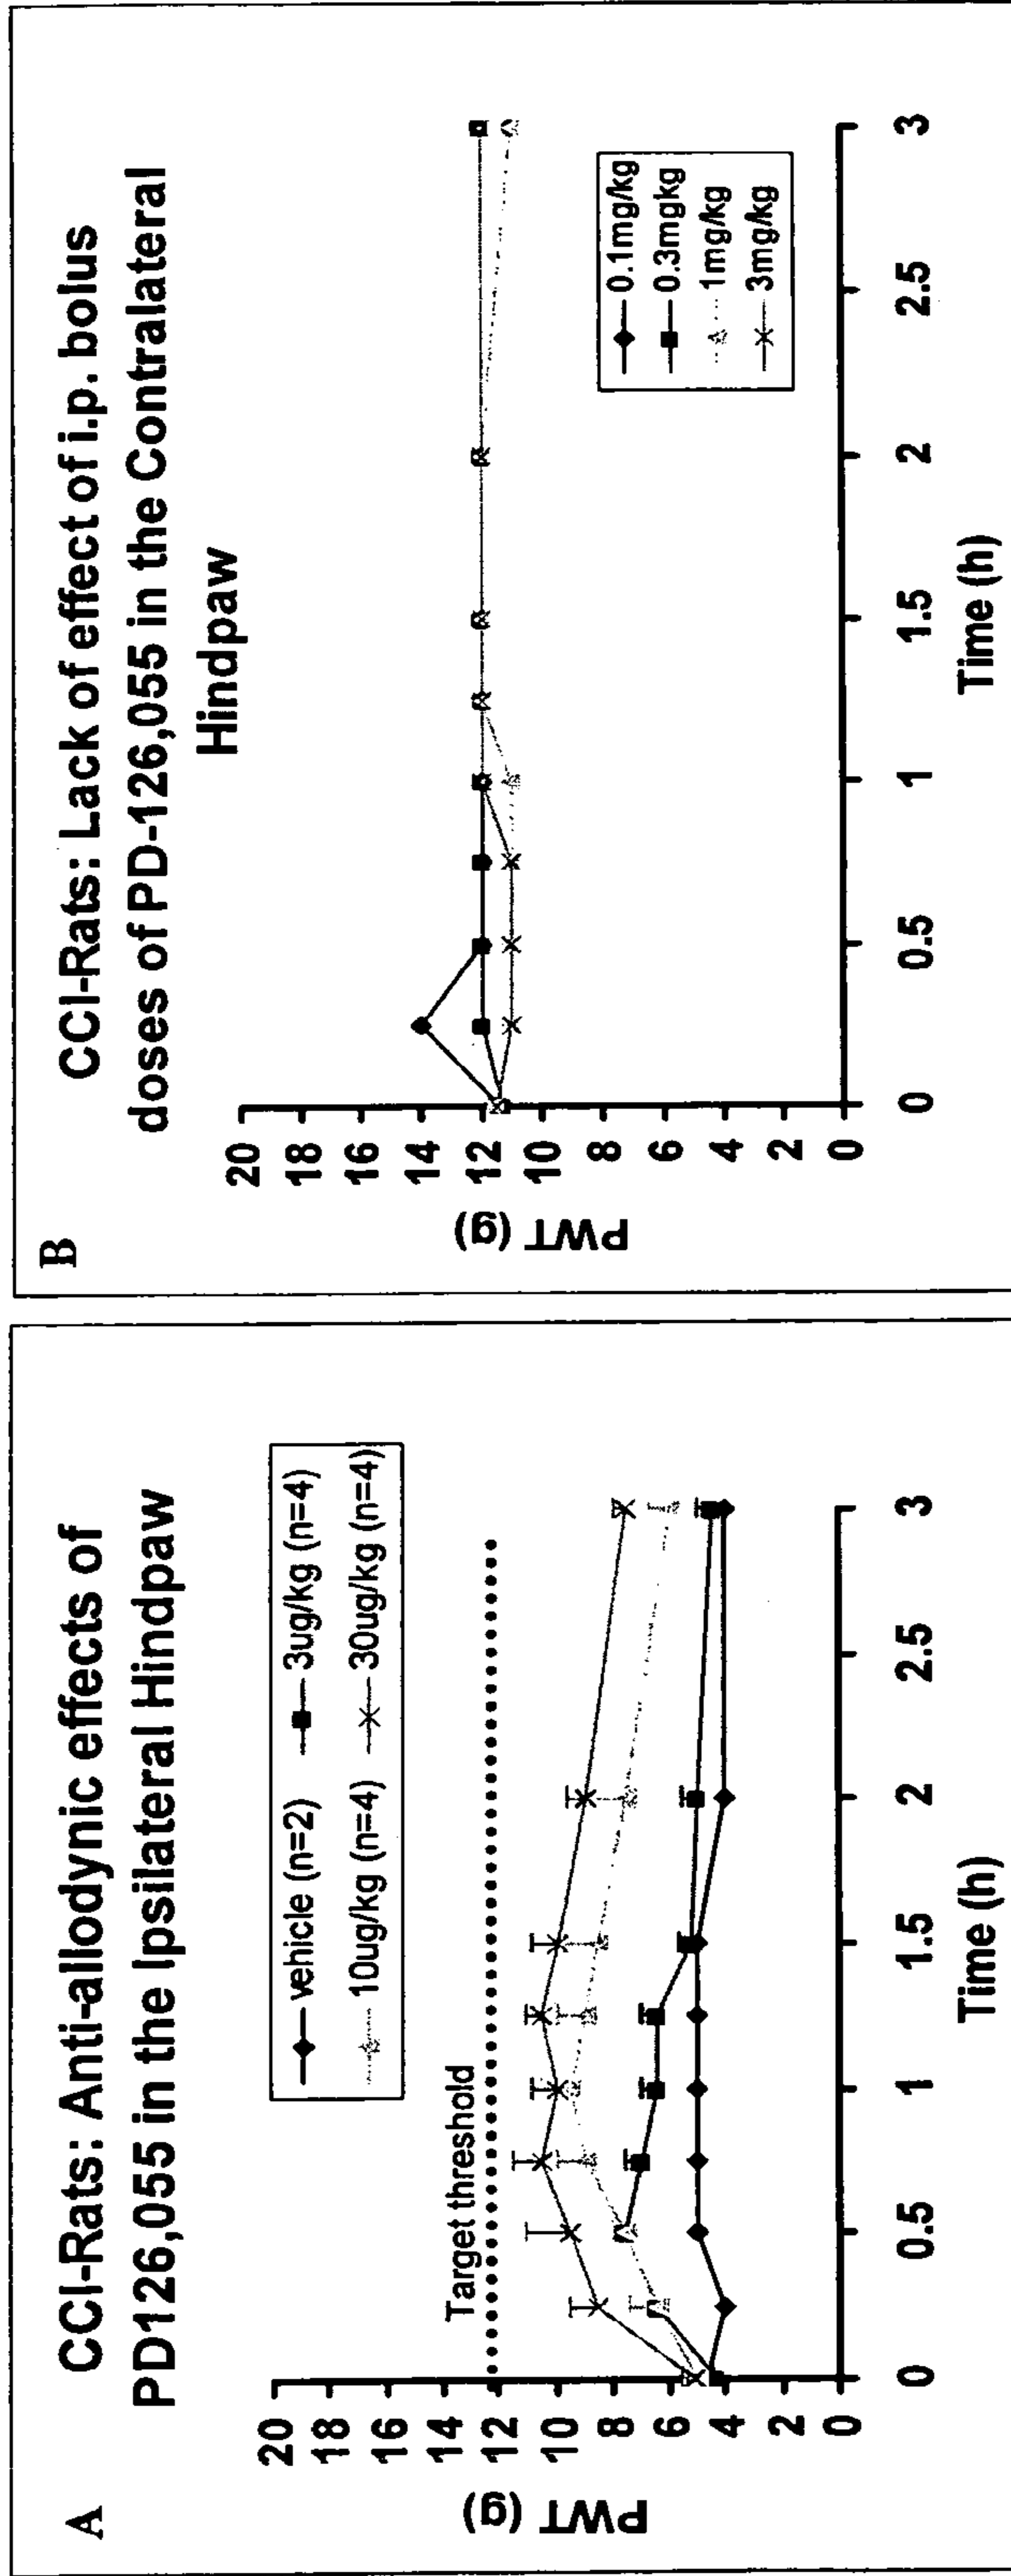 A
CCI-Rats: Anti-allodynic effects of
PD126,055 in the Ipsilateral Hindpaw
vehicle (n=2) 3ug/kg (n=4)
10ug/kg (n=4) 30ug/kg (n=4)
Target threshold
PWT (g)
20
18
16
14
12
10
8
6
4
2
0
0 0.5 1 1.5 2 2.5 3
Time (h)
B
CCI-Rats: Lack of effect of i.p. bolus
doses of PD-126,055 in the Contralateral
Hindpaw
PWT (g)
20
18
16
14
12
10
8
6
4
2
0
0.1mg/kg
0.3mgkg
1mg/kg
3mg/kg
0 0.5 1 1.5 2 2.5 3
Time (h)